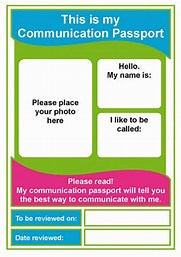 This is my
Communication Passport
Please place
your photo
here
Hello.
My name is:
I like to be
called:
Please read!
My communication passport will tell you
the best way to communicate with me.
To be reviewed on:
Date reviewed: